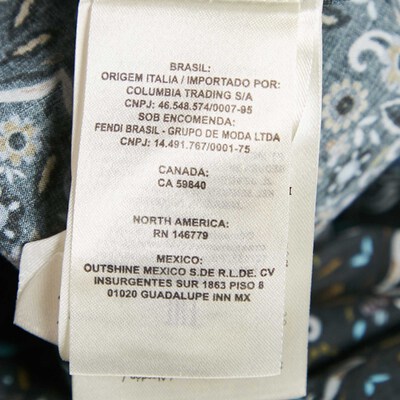 BRASIL:
ORIGEM ITALIA / IMPORTADO POR:
COLUMBIA TRADING S/A
CNPJ: 46.548.574/0007-95
SOB ENCOMENDA:
FENDI BRASIL - GRUPO DE MODA LTDA
CNPJ: 14.491.767/0001-75
CANADA:
CA 59840
NORTH AMERICA:
RN 146779
MEXICO:
OUTSHINE MEXICO S.DE R.L.DE. CV
INSURGENTES SUR 1863 PISO 8
01020 GUADALUPE INN MX